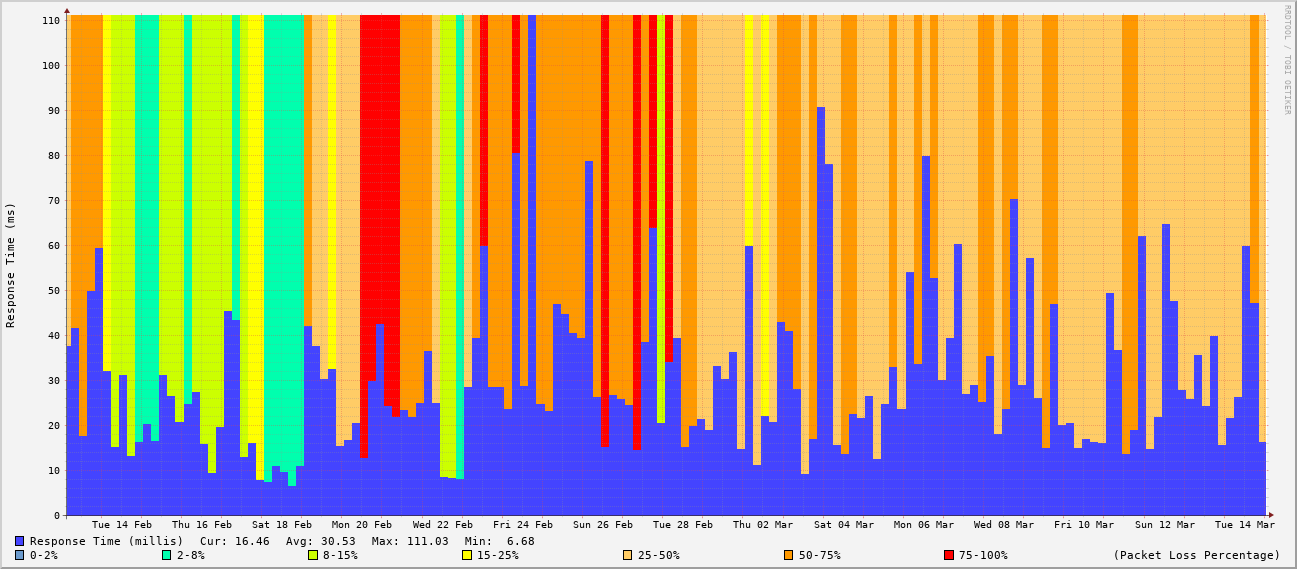 RRDTOOL / TOBI OETIKER
Response Time (ms)
110
100
90
80
70
60
50
40
30
20
10
0
Tue 14 Feb Thu 16 Feb Sat 18 Feb Mon 20 Feb Wed 22 Feb Fri 24 Feb Sun 26 Feb Tue 28 Feb Thu 02 Mar Sat 04 Mar Mon 06 Mar Wed 08 Mar Fri 10 Mar Sun 12 Mar Tue 14 Mar
Response Time (millis) Cur: 16.46 Avg: 30.53 Max: 111.03 Min: 6.68
0-2% 2-8% 8-15% 15-25% 25-50% 50-75% 75-100% (Packet Loss Percentage)